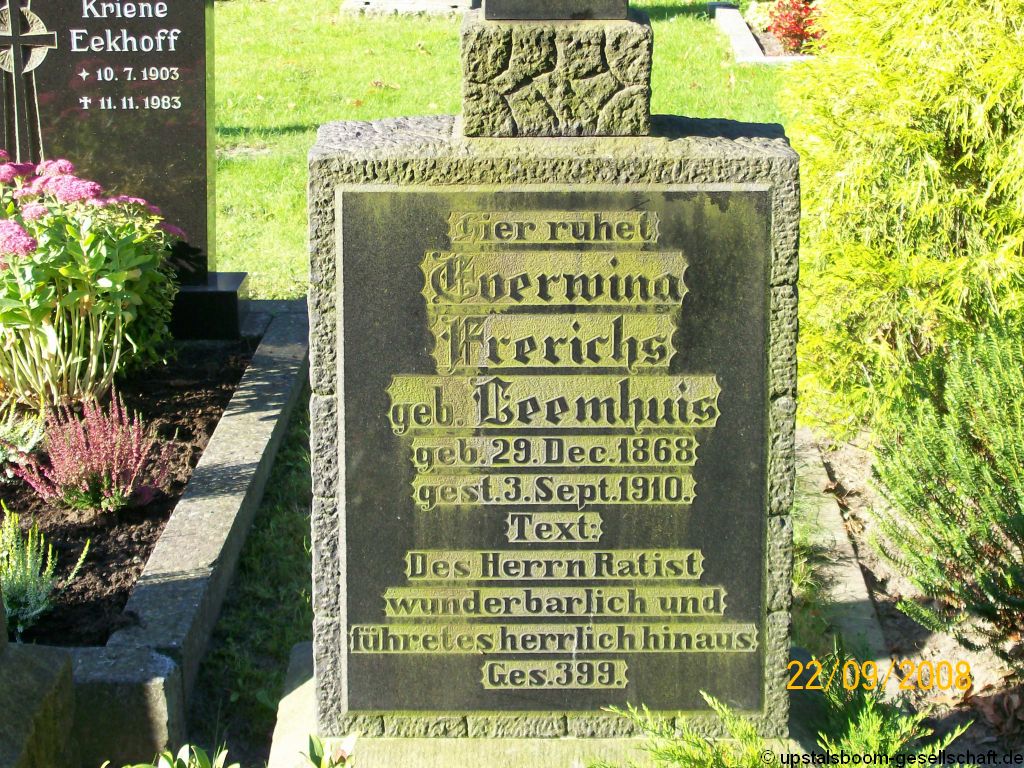 Kriene
Eekhoff
10. 7. 1903
✝ 11. 11. 1983
Hier ruhet
Everwina
Frerichs
geb. Leemhuis
geb. 29. Dec. 1868
gest. 3. Sept. 1910.
Text:
Des Herrn Rat ist
wunderbarlich und
führet es herrlich hinaus.
Ges. 399.
22/09/2008
© upstalsboom-gesellschaft.de